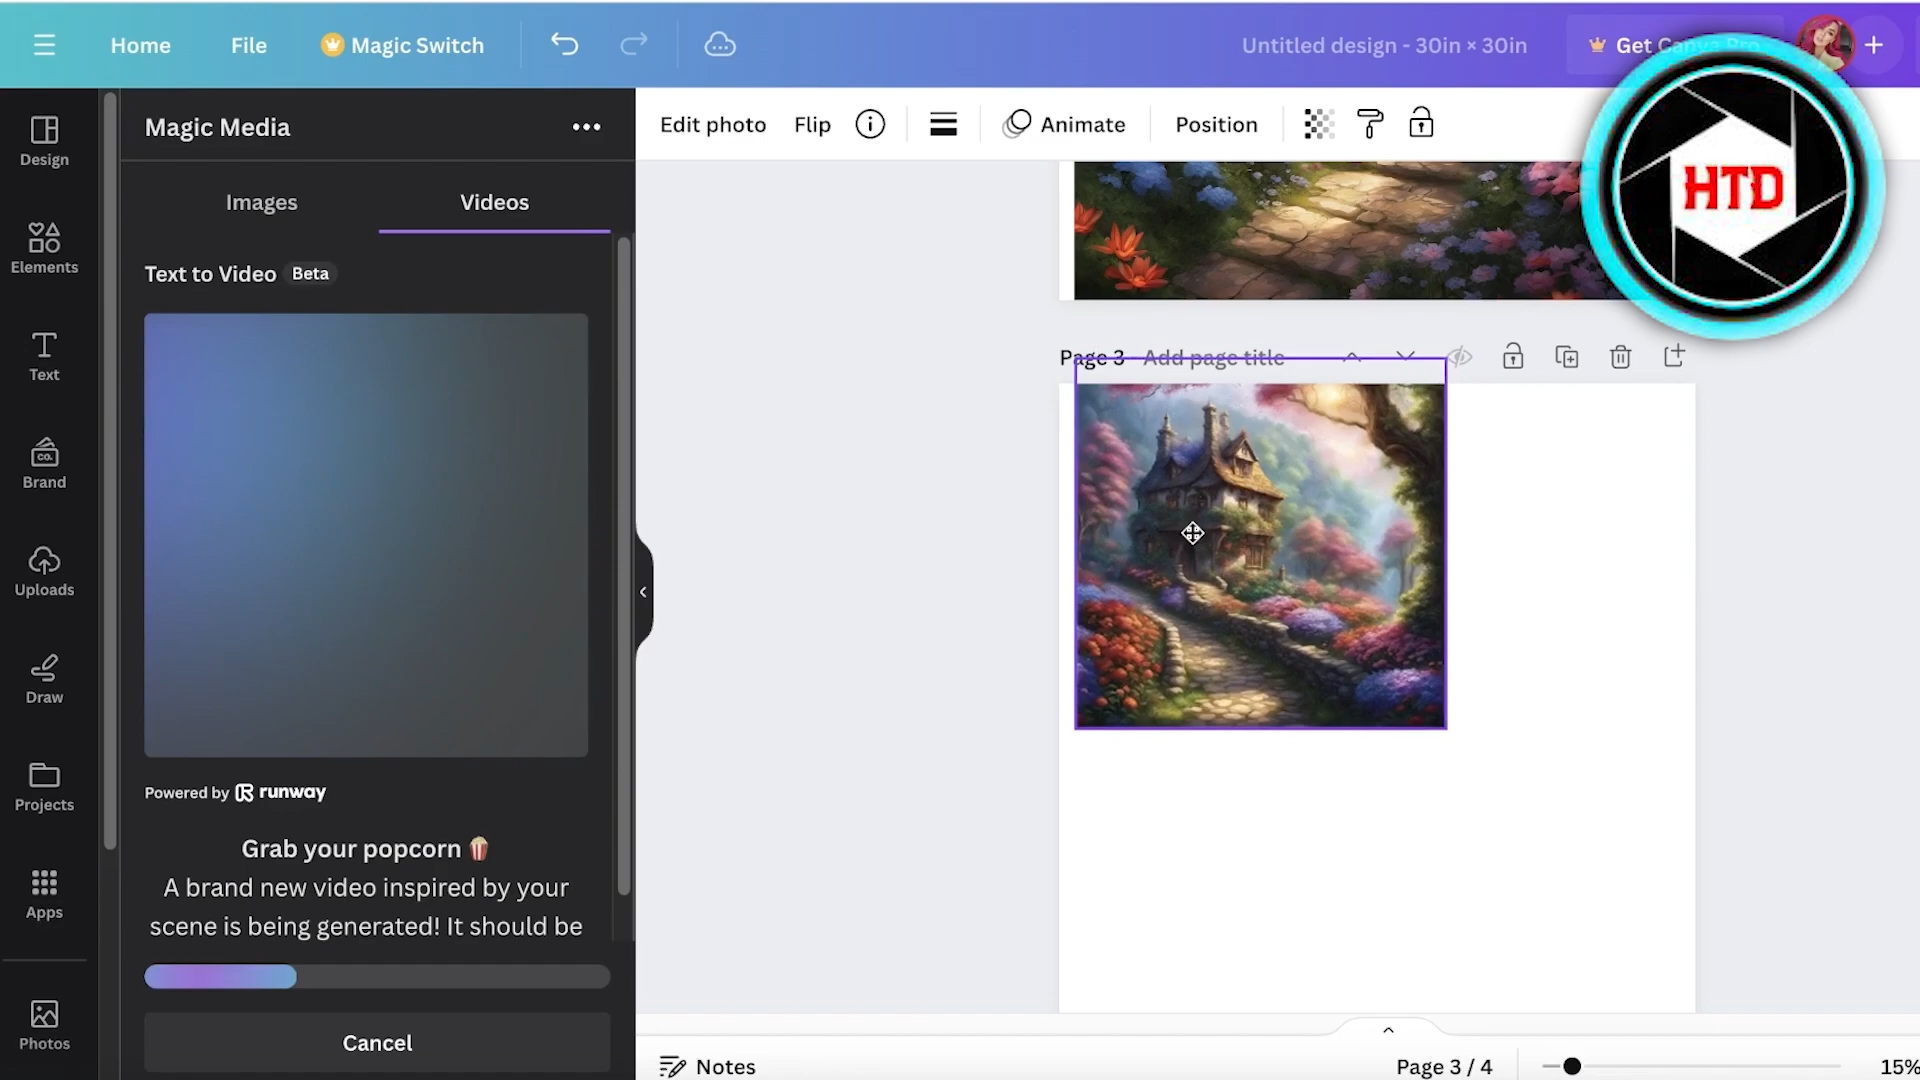 Home File Magic Switch Untitled design - 30in × 30in Get Canva Pro
Magic Media
Edit photo Flip Animate Position
HTD
Design
Elements
Text
Brand
CO.
Uploads
Draw
Projects
Apps
Photos
Images Videos
Text to Video Beta
Powered by runway
Grab your popcorn 🍿
A brand new video inspired by your
scene is being generated! It should be
Cancel
Page 3 - Add page title
Notes Page 3 / 4 15%